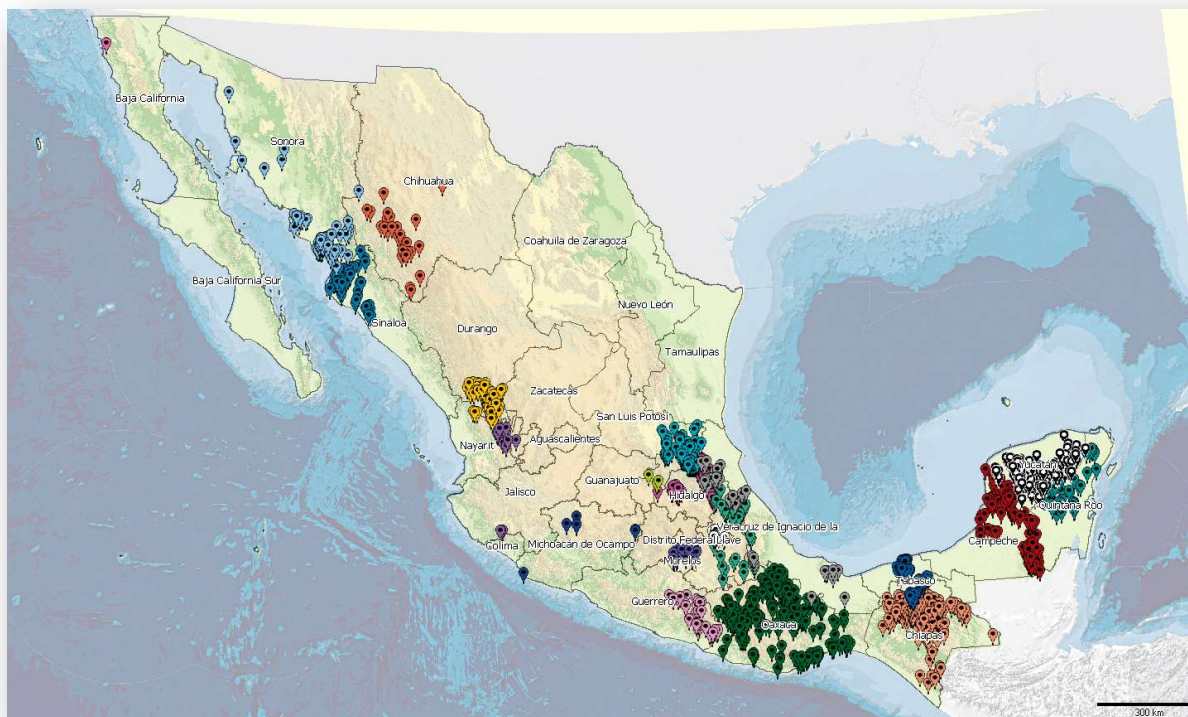 Baja California
Sonora
Chihuahua
Coahuila de Zaragoza
Baja California Sur
Nuevo León
Sinaloa
Durango
Tamaulipas
Zacatecas
San Luis Potosí
Nayarit
Aguascalientes
Yucatán
Guanajuato
Jalisco
Hidalgo
Quintana Roo
Veracruz de Ignacio de la
Llave
Colima
Michoacán de Ocampo
Distrito Federal
Campeche
Morelos
Tabasco
Guerrero
Oaxaca
Chiapas
300 km